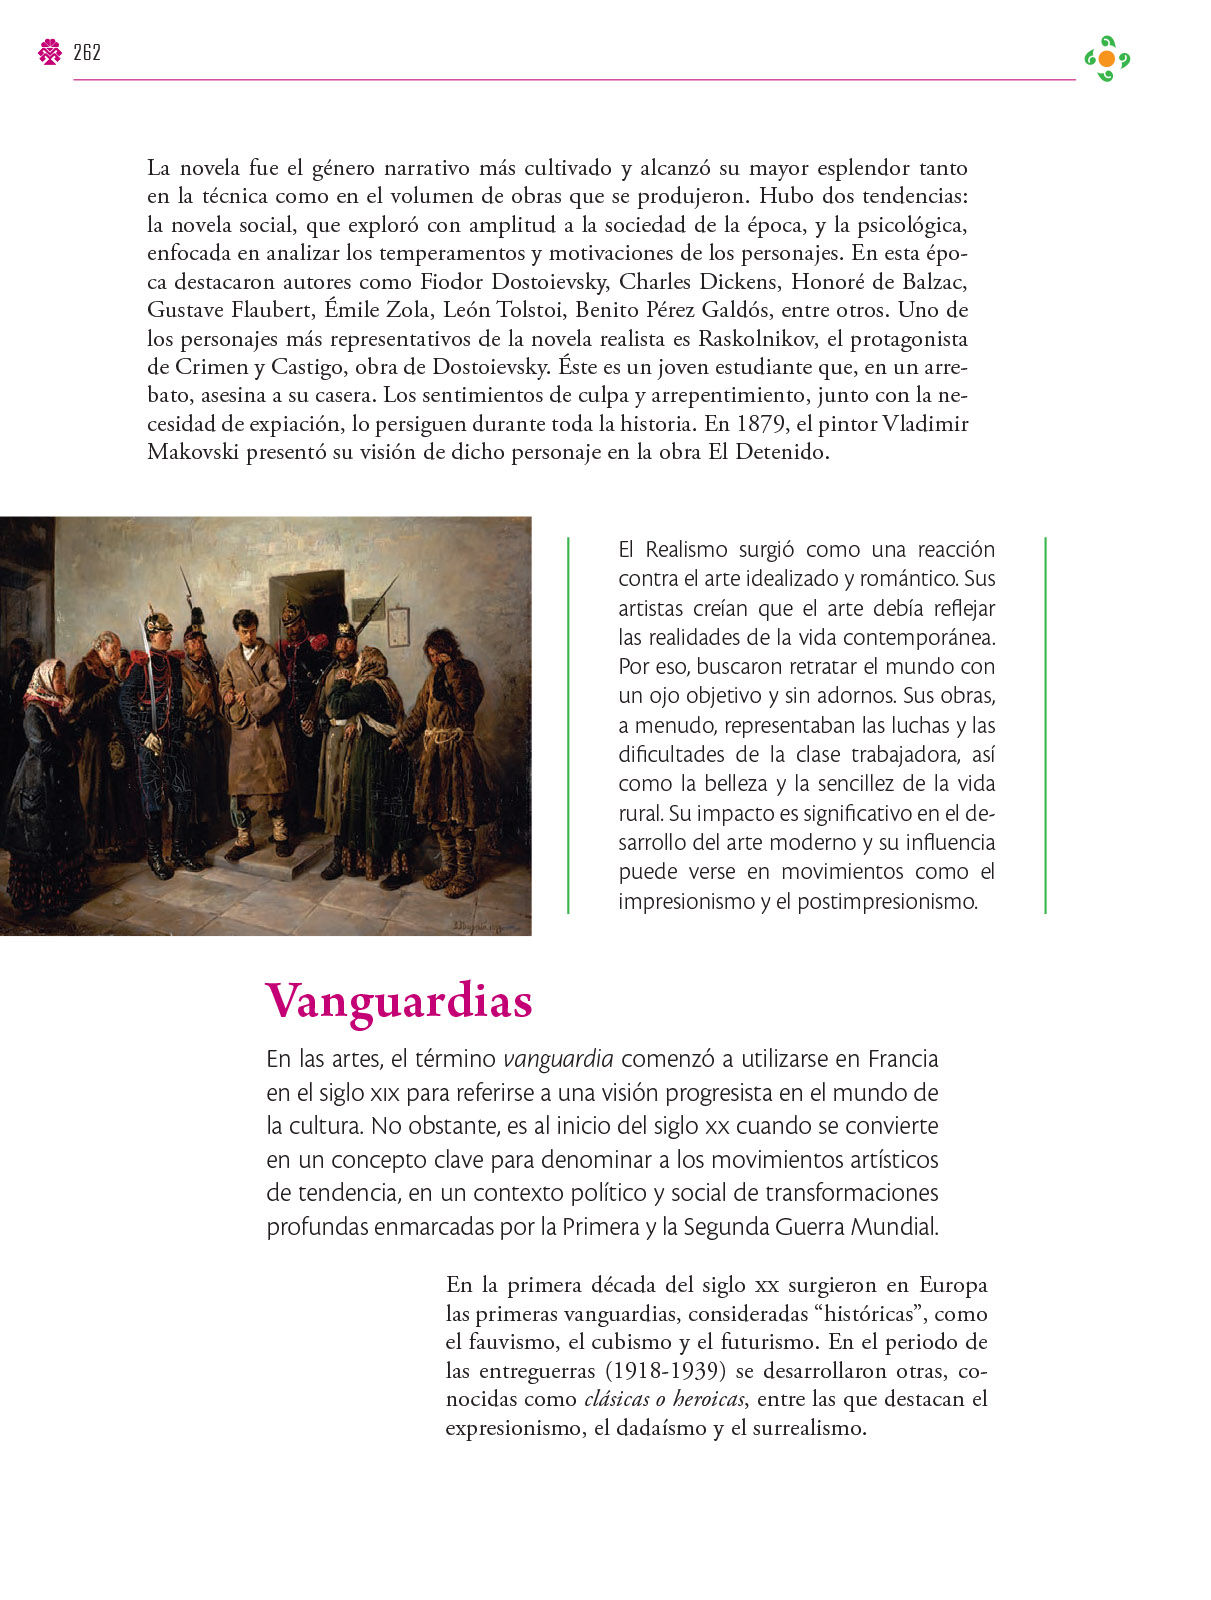 262
La novela fue el género narrativo más cultivado y alcanzó su mayor esplendor tanto
en la técnica como en el volumen de obras que se produjeron. Hubo dos tendencias:
la novela social, que exploró con amplitud a la sociedad de la época, y la psicológica,
enfocada en analizar los temperamentos y motivaciones de los personajes. En esta épo-
ca destacaron autores como Fiodor Dostoievsky, Charles Dickens, Honoré de Balzac,
Gustave Flaubert, Émile Zola, León Tolstoi, Benito Pérez Galdós, entre otros. Uno de
los personajes más representativos de la novela realista es Raskolnikov, el protagonista
de Crimen y Castigo, obra de Dostoievsky. Éste es un joven estudiante que, en un arre-
bato, asesina a su casera. Los sentimientos de culpa y arrepentimiento, junto con la ne-
cesidad de expiación, lo persiguen durante toda la historia. En 1879, el pintor Vladimir
Makovski presentó su visión de dicho personaje en la obra El Detenido.
El Realismo surgió como una reacción
contra el arte idealizado y romántico. Sus
artistas creían que el arte debía reflejar
las realidades de la vida contemporánea.
Por eso, buscaron retratar el mundo con
un ojo objetivo y sin adornos. Sus obras,
a menudo, representaban las luchas y las
dificultades de la clase trabajadora, así
como la belleza y la sencillez de la vida
rural. Su impacto es significativo en el de-
sarrollo del arte moderno y su influencia
puede verse en movimientos como el
impresionismo y el postimpresionismo.
Vanguardias
En las artes, el término vanguardia comenzó a utilizarse en Francia
en el siglo XIX para referirse a una visión progresista en el mundo de
la cultura. No obstante, es al inicio del siglo XX cuando se convierte
en un concepto clave para denominar a los movimientos artísticos
de tendencia, en un contexto político y social de transformaciones
profundas enmarcadas por la Primera y la Segunda Guerra Mundial.
En la primera década del siglo XX surgieron en Europa
las primeras vanguardias, consideradas “históricas”, como
el fauvismo, el cubismo y el futurismo. En el periodo de
las entreguerras (1918-1939) se desarrollaron otras, co-
nocidas como clásicas o heroicas, entre las que destacan el
expresionismo, el dadaísmo y el surrealismo.